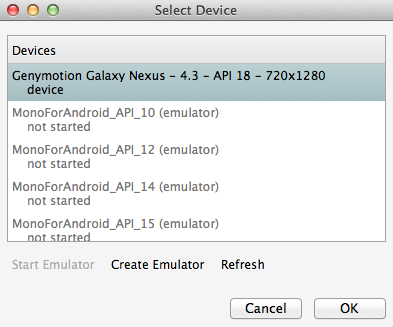 Select Device
Devices
Genymotion Galaxy Nexus - 4.3 - API 18 - 720x1280
device
MonoForAndroid_API_10 (emulator)
not started
MonoForAndroid_API_12 (emulator)
not started
MonoForAndroid_API_14 (emulator)
not started
MonoForAndroid_API_15 (emulator)
not started
Start Emulator Create Emulator Refresh
Cancel OK